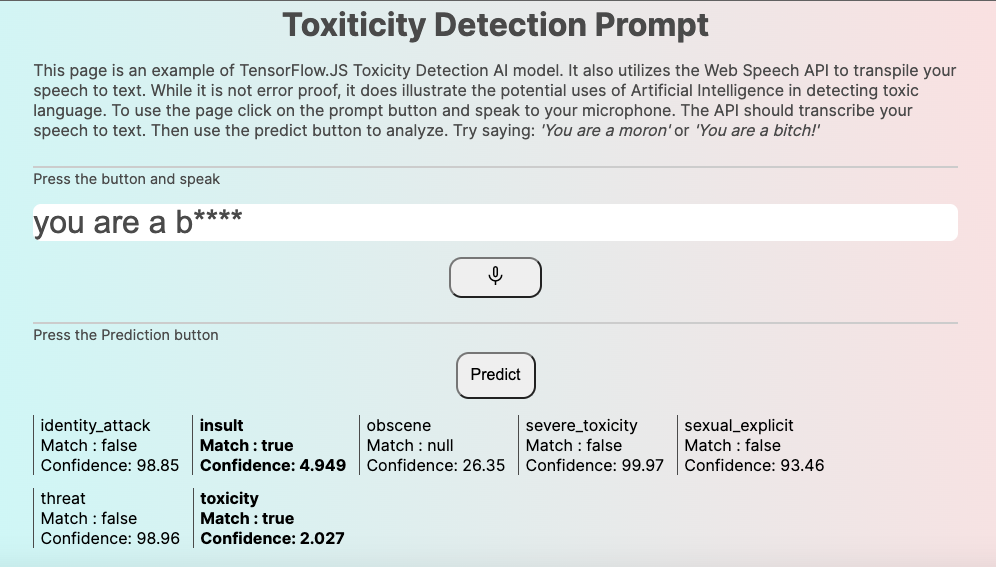 Toxiticity Detection Prompt
This page is an example of TensorFlow.JS Toxicity Detection AI model. It also utilizes the Web Speech API to transpile your
speech to text. While it is not error proof, it does illustrate the potential uses of Artificial Intelligence in detecting toxic
language. To use the page click on the prompt button and speak to your microphone. The API should transcribe your
speech to text. Then use the predict button to analyze. Try saying: 'You are a moron' or 'You are a bitch!'
Press the button and speak
you are a b****
Press the Prediction button
Predict
identity_attack
Match : false
Confidence: 98.85
insult
Match : true
Confidence: 4.949
obscene
Match : null
Confidence: 26.35
severe_toxicity
Match : false
Confidence: 99.97
sexual_explicit
Match : false
Confidence: 93.46
threat
Match : false
Confidence: 98.96
toxicity
Match : true
Confidence: 2.027